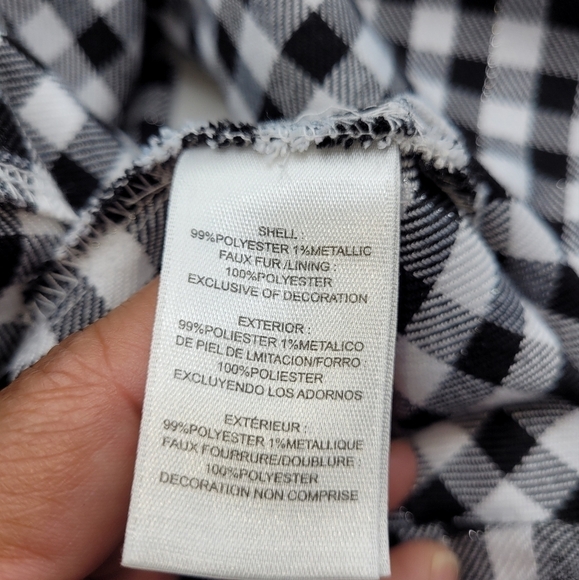 SHELL :
99%POLYESTER 1%METALLIC
FAUX FUR /LINING :
100%POLYESTER
EXCLUSIVE OF DECORATION
EXTERIOR :
99%POLIESTER 1%METALICO
DE PIEL DE LMITACION/FORRO
100%POLIESTER
EXCLUYENDO LOS ADORNOS
EXTÉRIEUR :
99%POLYESTER 1%METALLIQUE
FAUX FOURRURE/DOUBLURE :
100%POLYESTER
DECORATION NON COMPRISE